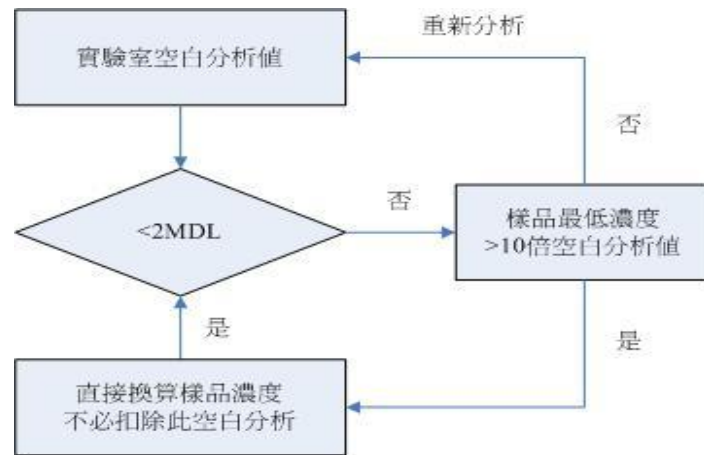 重新分析
實驗室空白分析值
否
<2MDL
否
樣品最低濃度
>10倍空白分析值
是
是
直接換算樣品濃度
不必扣除此空白分析